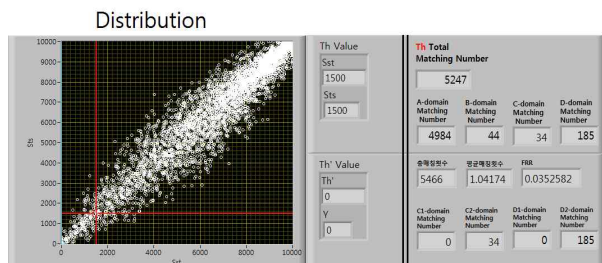 Distribution
10000
9000
8000
7000
6000
5000
4000
3000
2000
1000
0
0 2000 4000 6000 8000 10000
Sts
Sst
Th Value
Sst
1500
Sts
1500
Th' Value
Th'
0
Y
0
Th Total
Matching Number
5247
A-domain Matching Number
4984
B-domain Matching Number
44
C-domain Matching Number
34
D-domain Matching Number
185
총매칭횟수
5466
평균매칭횟수
1.04174
FRR
0.0352582
C1-domain Matching Number
0
C2-domain Matching Number
34
D1-domain Matching Number
0
D2-domain Matching Number
185